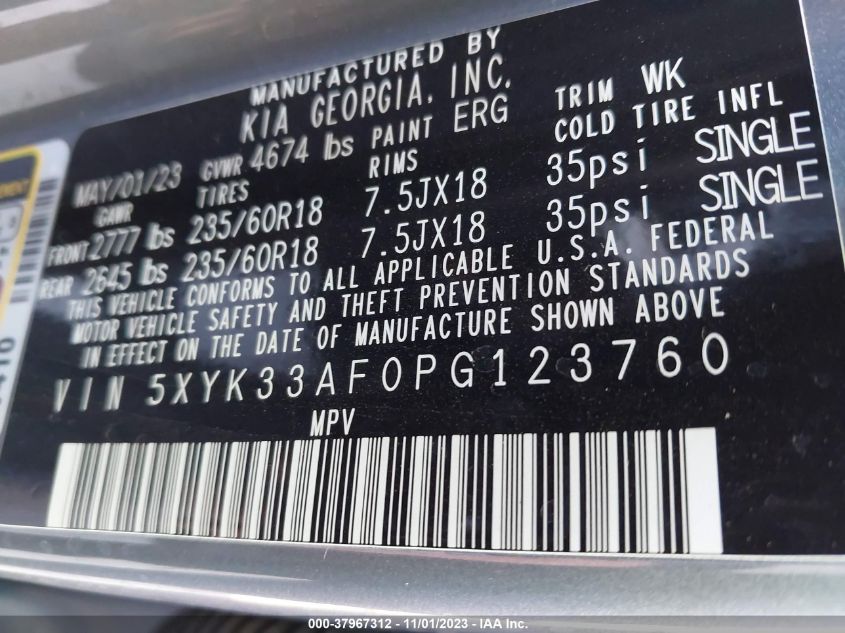 MANUFACTURED BY
KIA GEORGIA, INC.
MAY/01/23 GVWR 4674 lbs PAINT ERG TRIM WK
GAWR TIRES RIMS COLD TIRE INFL
FRONT 2777 lbs 235/60R18 7.5JX18 35psi SINGLE
REAR 2645 lbs 235/60R18 7.5JX18 35psi SINGLE
THIS VEHICLE CONFORMS TO ALL APPLICABLE U.S.A. FEDERAL
MOTOR VEHICLE SAFETY AND THEFT PREVENTION STANDARDS
IN EFFECT ON THE DATE OF MANUFACTURE SHOWN ABOVE
VIN 5XYK33AF0PG123760
MPV
000-37967312 - 11/01/2023 - IAA Inc.